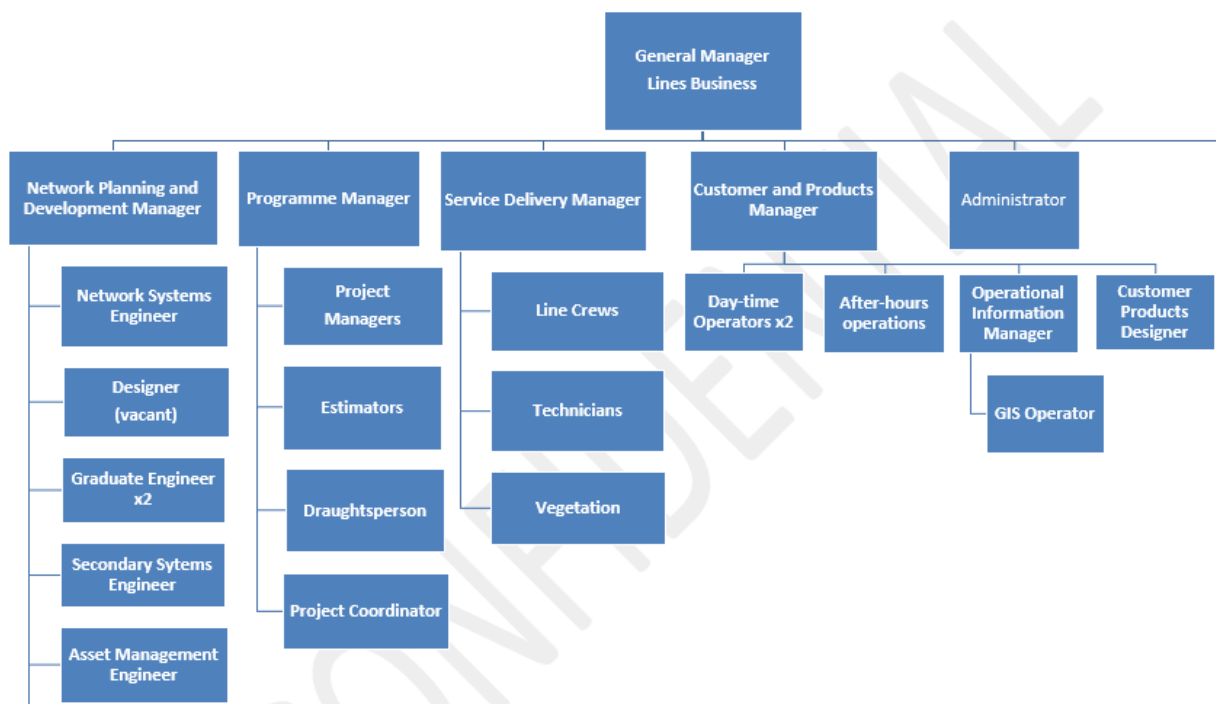 General Manager
Lines Business
Network Planning and
Development Manager
Programme Manager
Service Delivery Manager
Customer and Products
Manager
Administrator
Network Systems
Engineer
Designer
(vacant)
Graduate Engineer
x2
Secondary Sytems
Engineer
Asset Management
Engineer
Project
Managers
Estimators
Draughtsperson
Project Coordinator
Line Crews
Technicians
Vegetation
Day-time
Operators x2
After-hours
operations
Operational
Information
Manager
Customer
Products
Designer
GIS Operator
CONFIDENTIAL